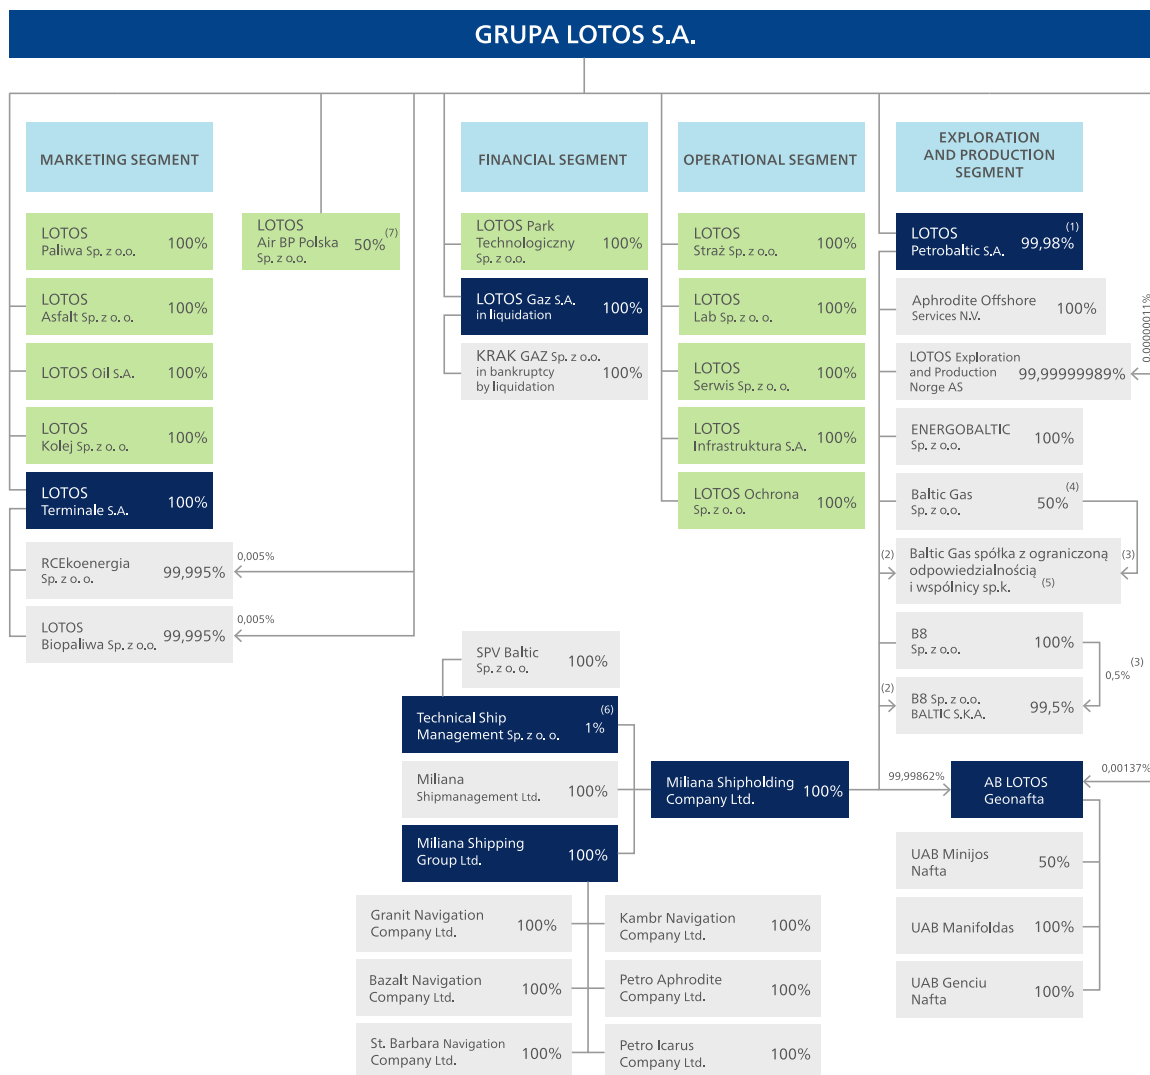 GRUPA LOTOS S.A.
MARKETING SEGMENT
LOTOS
Paliwa Sp. z o.o.
100%
LOTOS
Asfalt Sp. z o. o.
100%
LOTOS Oil S.A.
100%
LOTOS
Kolej Sp. z o. o.
100%
LOTOS
Terminale S.A.
100%
RCEkoenergia
Sp. z o. o.
99,995%
0,005%
LOTOS
Biopaliwa Sp. z o.o.
99,995%
0,005%
LOTOS
Air BP Polska
Sp. z o.o.
50%
(7)
FINANCIAL SEGMENT
LOTOS Park
Technologiczny
Sp. z o.o.
100%
LOTOS Gaz S.A.
in liquidation
100%
KRAK GAZ Sp. z o.o.
in bankruptcy
by liquidation
100%
OPERATIONAL SEGMENT
LOTOS
Straż Sp. z o.o.
100%
LOTOS
Lab Sp. z o. o.
100%
LOTOS
Serwis Sp. z o. o.
100%
LOTOS
Infrastruktura S.A.
100%
LOTOS Ochrona
Sp. z o. o.
100%
EXPLORATION
AND PRODUCTION
SEGMENT
LOTOS
Petrobaltic S.A.
99,98%
(1)
Aphrodite Offshore
Services N.V.
100%
LOTOS Exploration
and Production
Norge AS
99,99999989%
0.00000011%
ENERGOBALTIC
Sp. z o.o.
100%
Baltic Gas
Sp. z o.o.
50%
(4)
(2)
Baltic Gas spółka z ograniczoną
odpowiedzialnością
i wspólnicy sp.k.
(5)
(3)
B8
Sp. z o.o.
100%
0,5%
(3)
(2)
B8 Sp. z o.o.
BALTIC S.K.A.
99,5%
SPV Baltic
Sp. z o. o.
100%
Technical Ship
Management Sp. z o. o.
1%
(6)
Miliana
Shipmanagement Ltd.
100%
Miliana Shipping
Group Ltd.
100%
Miliana Shipholding
Company Ltd.
100%
99,99862%
AB LOTOS
Geonafta
0,00137%
UAB Minijos
Nafta
50%
UAB Manifoldas
100%
UAB Genciu
Nafta
100%
Granit Navigation
Company Ltd.
100%
Kambr Navigation
Company Ltd.
100%
Bazalt Navigation
Company Ltd.
100%
Petro Aphrodite
Company Ltd.
100%
St. Barbara Navigation
Company Ltd.
100%
Petro Icarus
Company Ltd.
100%